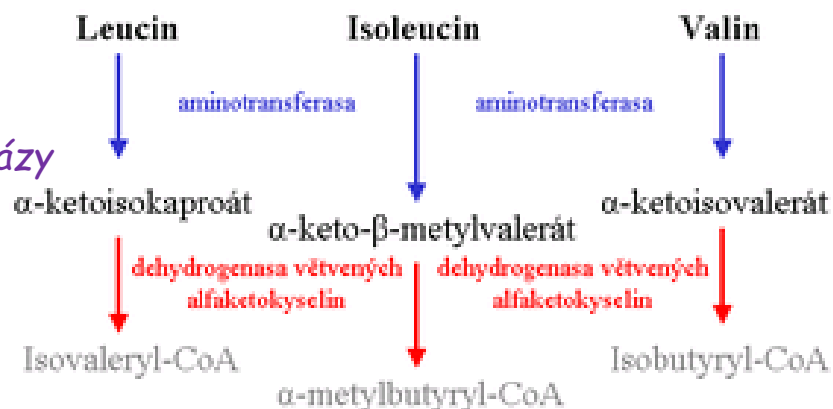 Leucin Isoleucin Valin
aminotransferasa aminotransferasa
ázy
α-ketoisokaproát α-keto-β-metylvalerát α-ketoisovalerát
dehydrogenasa větvených dehydrogenasa větvených
alfaketokyselin alfaketokyselin
Isovaleryl-CoA α-metylbutyryl-CoA Isobutyryl-CoA